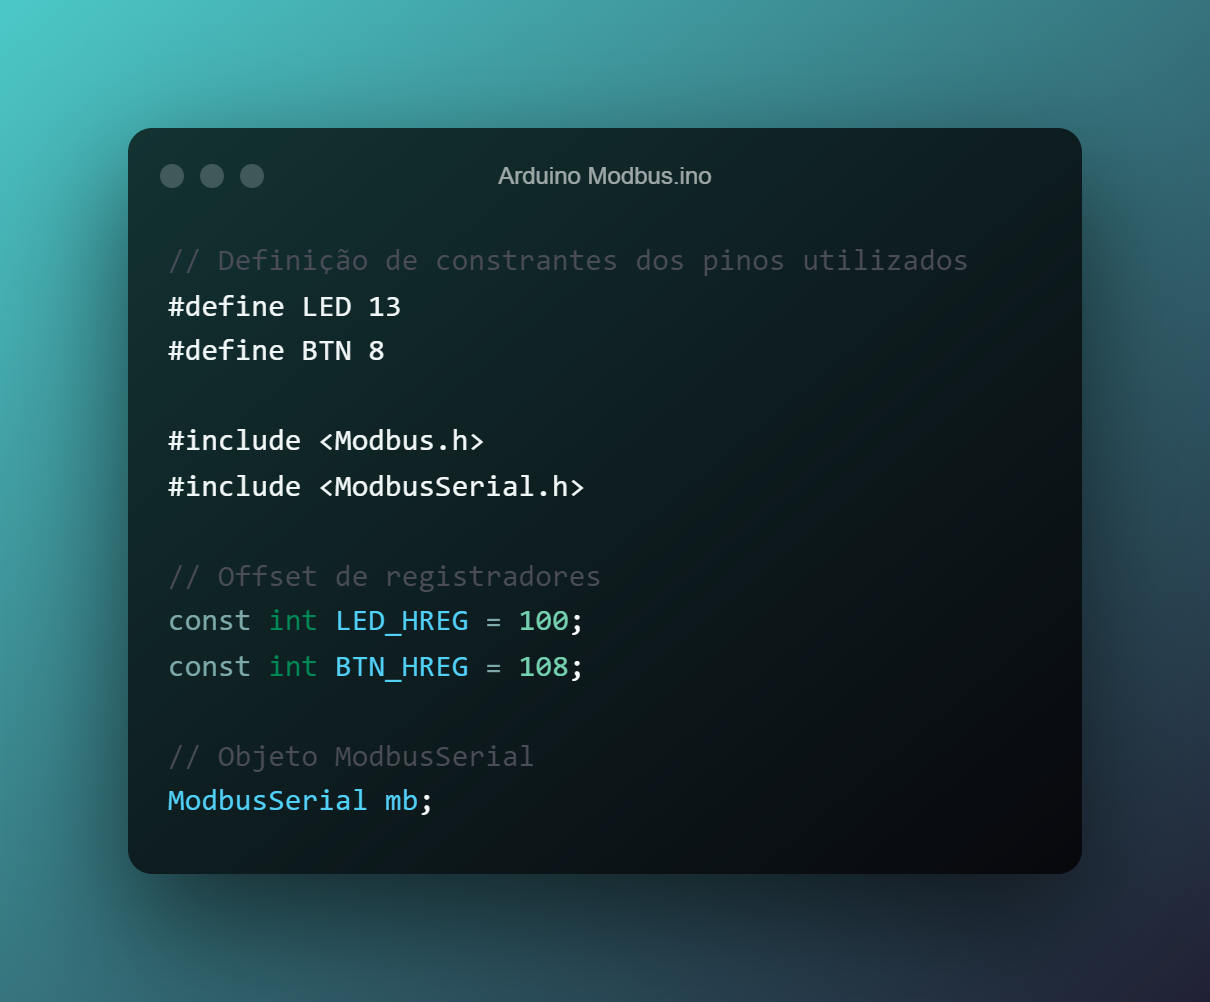 Arduino Modbus.ino
// Definição de constrantes dos pinos utilizados
#define LED 13
#define BTN 8
#include <Modbus.h>
#include <ModbusSerial.h>
// Offset de registradores
const int LED_HREG = 100;
const int BTN_HREG = 108;
// Objeto ModbusSerial
ModbusSerial mb;